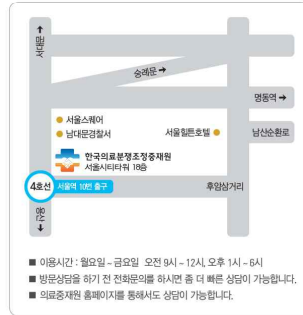 ← 서대문
숭례문 →
명동역 →
서울스퀘어
남대문경찰서
서울힐튼호텔
남산순환로
한국의료분쟁조정중재원
서울시티타워 18층
4호선
서울역 10번 출구
후암삼거리
← 용산
■ 이용시간 : 월요일 ~ 금요일 오전 9시 ~ 12시, 오후 1시 ~ 6시
■ 방문상담을 하기 전 전화문의를 하시면 좀 더 빠른 상담이 가능합니다.
■ 의료중재원 홈페이지를 통해서도 상담이 가능합니다.